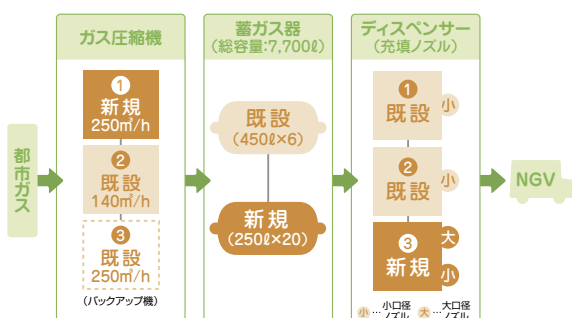 都市ガス
ガス圧縮機
1
新規
250㎥/h
2
既設
140㎥/h
3
既設
250㎥/h
(バックアップ機)
蓄ガス器
(総容量:7,700ℓ)
既設
(450ℓ×6)
新規
(250ℓ×20)
ディスペンサー
(充填ノズル)
1
既設
小
2
既設
小
3
新規
大
小
小…小口径ノズル
大…大口径ノズル
NGV